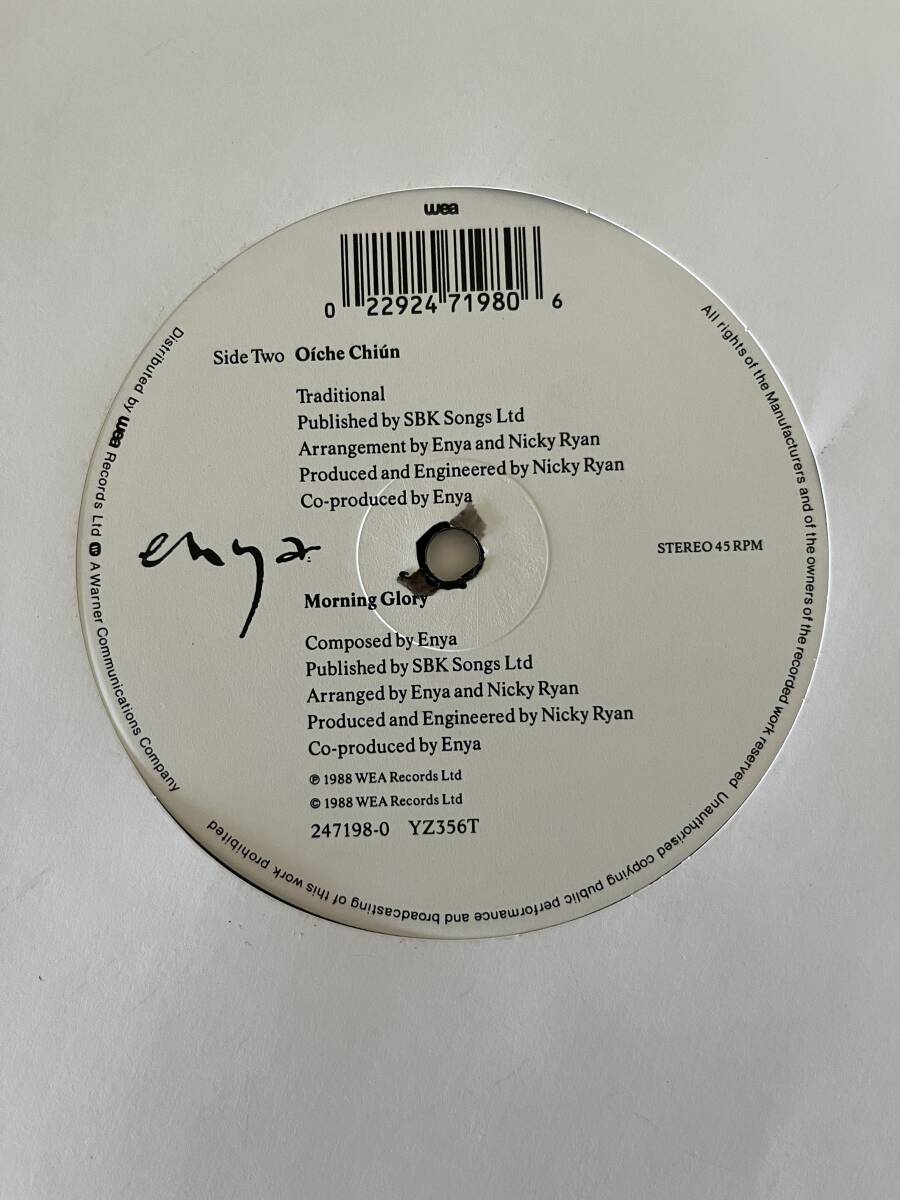 wea
0 22924 71980 6
Side Two Oíche Chiún
Traditional
Published by SBK Songs Ltd
Arrangement by Enya and Nicky Ryan
Produced and Engineered by Nicky Ryan
Co-produced by Enya
enya
STEREO 45 RPM
Morning Glory
Composed by Enya
Published by SBK Songs Ltd
Arranged by Enya and Nicky Ryan
Produced and Engineered by Nicky Ryan
Co-produced by Enya
℗ 1988 WEA Records Ltd
© 1988 WEA Records Ltd
247198-0 YZ356T
All rights of the Manufacturers and of the owners of the recorded work reserved Unauthorised copying public performance and broadcasting of this work prohibited
Distributed by wea Records Ltd A Warner Communications Company